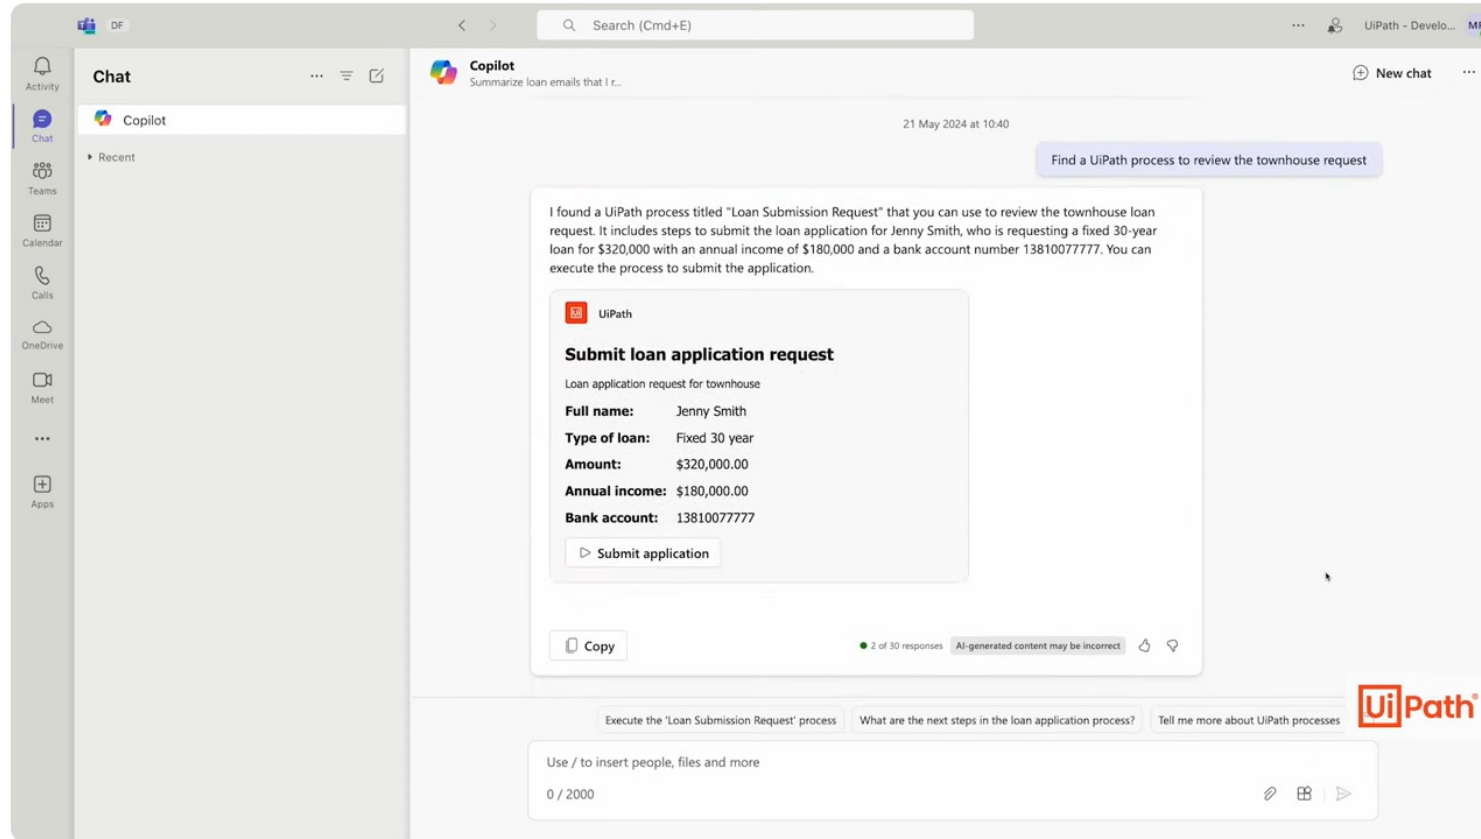 DF
Search (Cmd+E)
UiPath - Develo...
Activity
Chat
Teams
Calendar
Calls
OneDrive
Meet
Apps
Chat
Copilot
Recent
Copilot
Summarize loan emails that I r...
New chat
21 May 2024 at 10:40
Find a UiPath process to review the townhouse request
I found a UiPath process titled "Loan Submission Request" that you can use to review the townhouse loan
request. It includes steps to submit the loan application for Jenny Smith, who is requesting a fixed 30-year
loan for $320,000 with an annual income of $180,000 and a bank account number 13810077777. You can
execute the process to submit the application.
UiPath
Submit loan application request
Loan application request for townhouse
Full name: Jenny Smith
Type of loan: Fixed 30 year
Amount: $320,000.00
Annual income: $180,000.00
Bank account: 13810077777
Submit application
Copy
2 of 30 responses
AI-generated content may be incorrect
Execute the 'Loan Submission Request' process
What are the next steps in the loan application process?
Tell me more about UiPath processes
UiPath®
Use / to insert people, files and more
0 / 2000